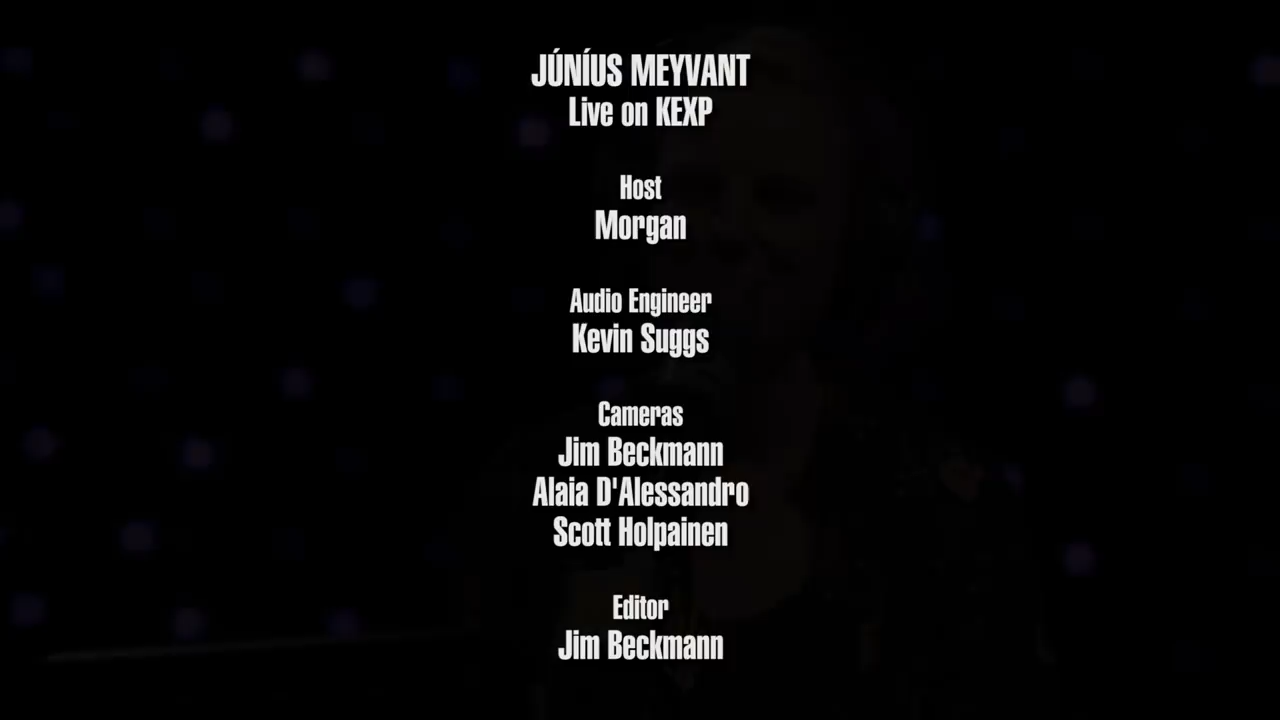 JÚNÍUS MEYVANT
Live on KEXP
Host
Morgan
Audio Engineer
Kevin Suggs
Cameras
Jim Beckmann
Alaia D'Alessandro
Scott Holpainen
Editor
Jim Beckmann